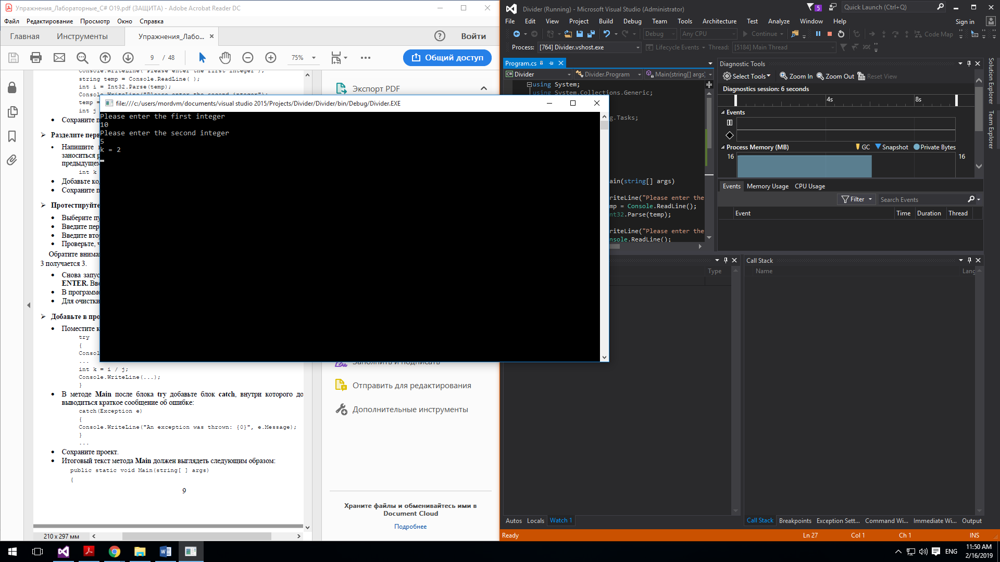 Упражнения_Лабораторные_C# О19.pdf (ЗАЩИТА) - Adobe Acrobat Reader DC
Файл Редактирование Просмотр Окно Справка
Главная Инструменты Упражнения_Лабо... × Войти
9 / 48 75% Общий доступ
Console.WriteLine("Please enter the first integer");
string temp = Console.ReadLine( );
int i = Int32.Parse(temp);
Console.WriteLine("Please enter the second integer");
temp =
int j
• Сохраните п
Разделите перв
• Напишите
заноситься р
предыдущем
int k
• Добавьте код
• Сохраните п
Протестируйте
• Выберите пу
• Введите пер
• Введите втор
• Проверьте, ч
Обратите внима
3 получается 3.
• Снова запус
ENTER. Вве
• В программе
• Для очистки
Добавьте в про
• Поместите к
try
{
Consol
...
int k = i / j;
Console.WriteLine(...);
}
• В методе Main после блока try добавьте блок catch, внутри которого до
выводиться краткое сообщение об ошибке:
catch(Exception e)
{
Console.WriteLine("An exception was thrown: {0}", e.Message);
}
...
• Сохраните проект.
• Итоговый текст метода Main должен выглядеть следующим образом:
public static void Main(string[ ] args)
{
9
210 x 297 мм
Экспорт PDF
Заполнить и подписать
Отправить для редактирования
Дополнительные инструменты
Храните файлы и обменивайтесь ими в
Document Cloud
Подробнее
file:///c:/users/mordvm/documents/visual studio 2015/Projects/Divider/Divider/bin/Debug/Divider.EXE
Please enter the first integer
10
Please enter the second integer
5
k = 2
Divider (Running) - Microsoft Visual Studio (Administrator) 5 Quick Launch (Ctrl+Q)
File Edit View Project Build Debug Team Tools Architecture Test Analyze Window Help Sign in
Debug Any CPU Continue Code Map
Process: [764] Divider.vshost.exe Lifecycle Events Thread: [5184] Main Thread
Program.cs
Divider Divider.Program Main(string[] args)
using System;
using System.Collections.Generic;
g.Tasks;
ain(string[] args)
riteLine("Please enter the
mp = Console.ReadLine();
nt32.Parse(temp);
riteLine("Please enter the
nsole.ReadLine();
Diagnostic Tools
Select Tools Zoom In Zoom Out Reset View
Diagnostics session: 6 seconds
4s 8s
Events
Process Memory (MB) GC Snapshot Private Bytes
16 16
Events Memory Usage CPU Usage
Filter Search Events
Event Time Duration Thread
Solution Explorer
Team Explorer
Type
Autos Locals Watch 1
Call Stack
Name Lang
Call Stack Breakpoints Exception Sett... Command Wi... Immediate Wi... Output
Ready Ln 27 Col 1 Ch 1 INS
ENG 11:50 AM
2/16/2019